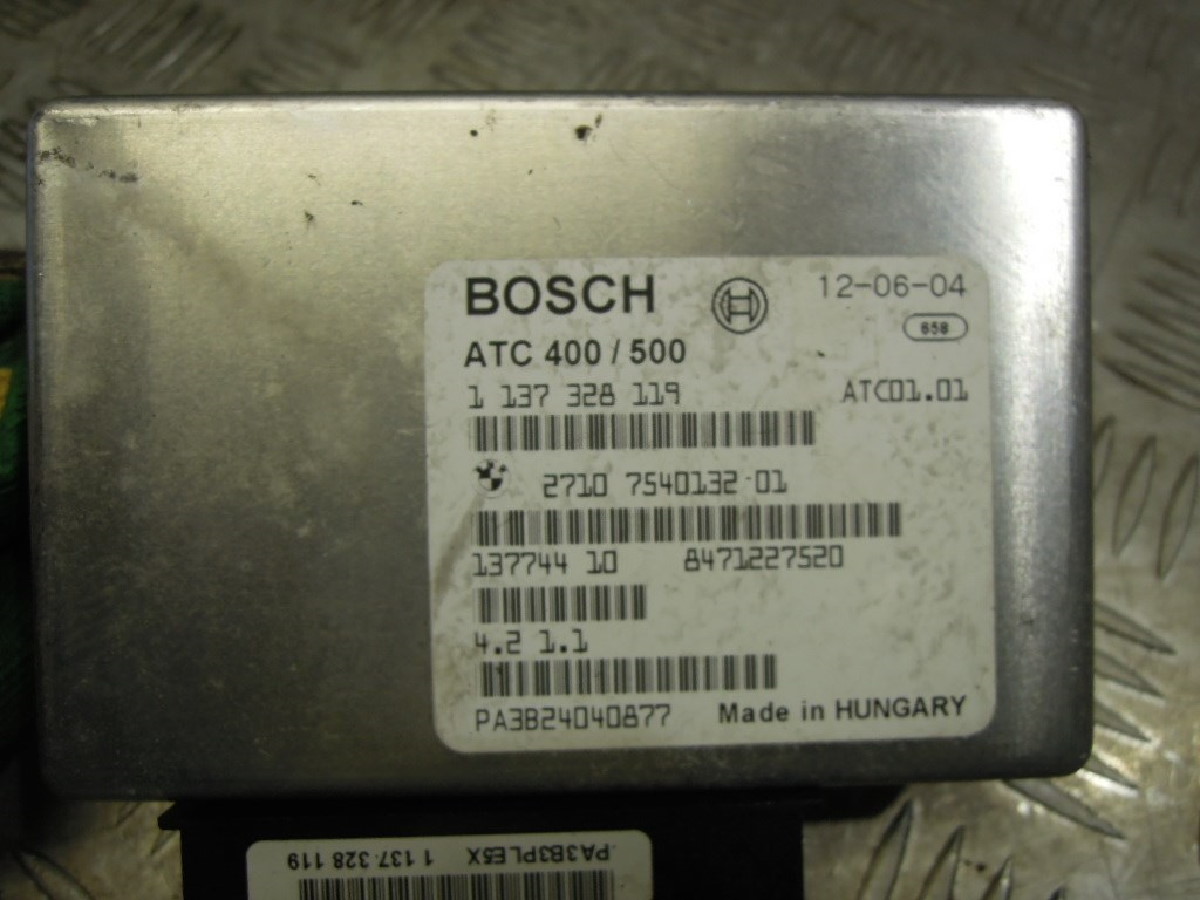 BOSCH 12-06-04
658
ATC 400 / 500
1 137 328 119 ATC01.01
2710 7540132-01
137744 10 8471227520
4.2 1.1
PA3B24040877 Made in HUNGARY
PA3B3PLE5X 1 137 328 119